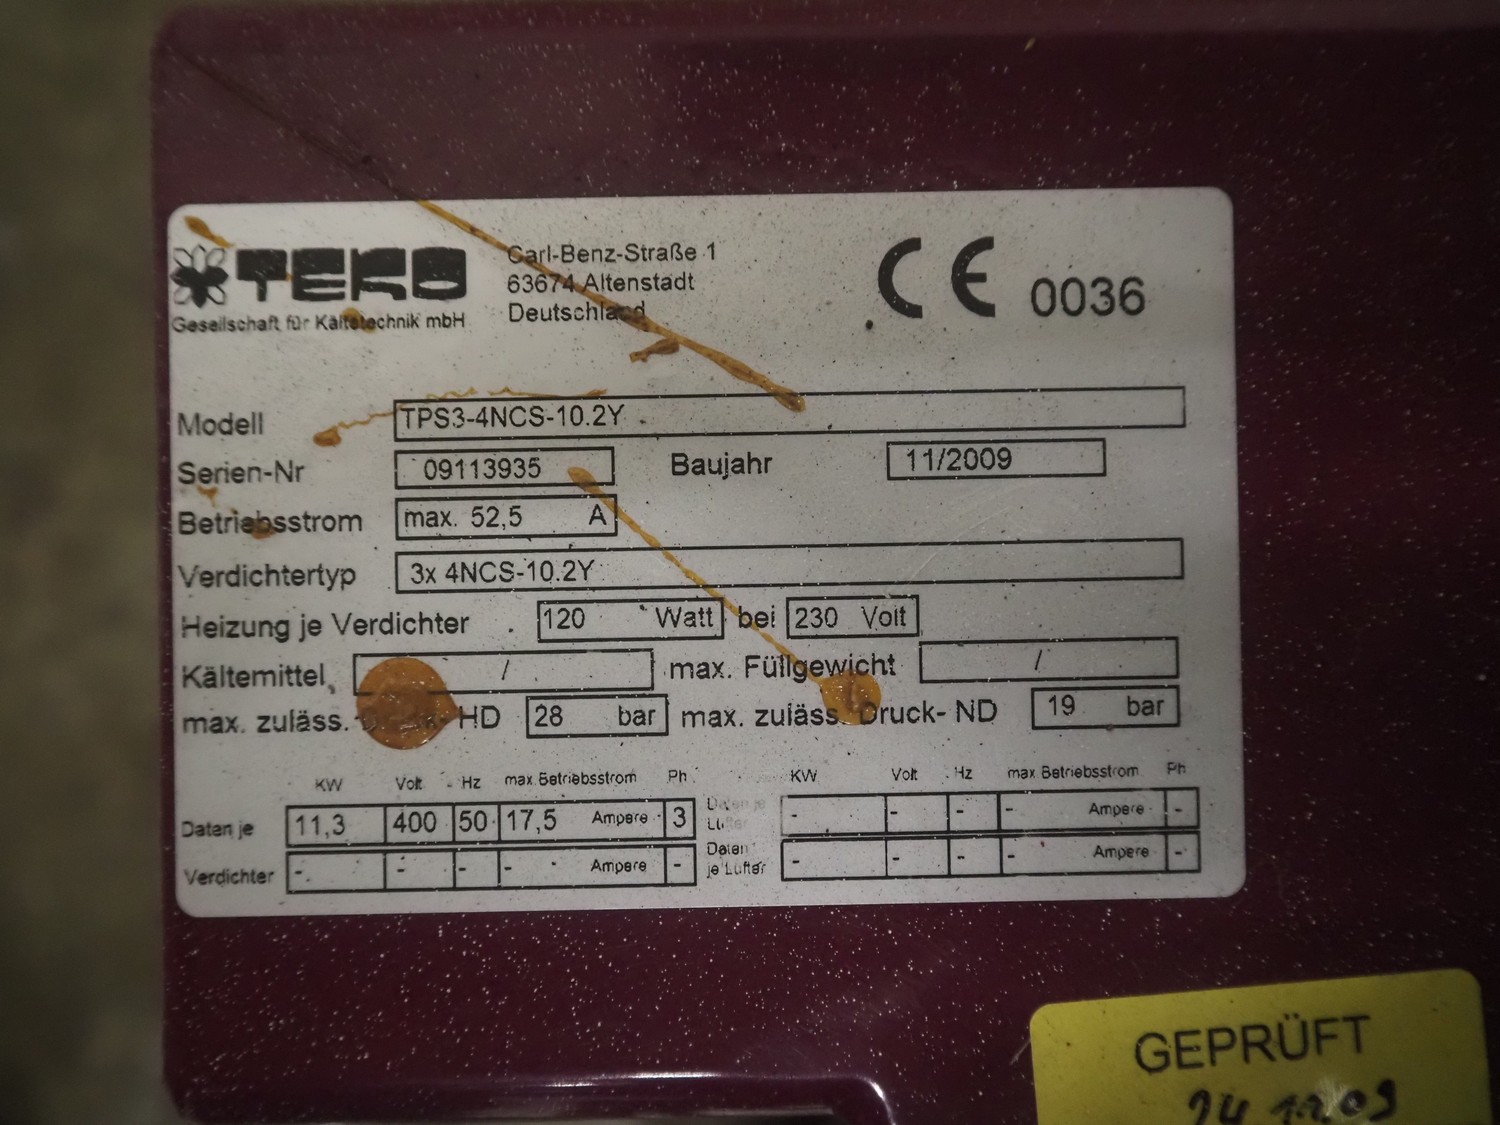 TEKO
Gesellschaft für Kältetechnik mbH
Carl-Benz-Straße 1
63674 Altenstadt
Deutschland
CE 0036
Modell TPS3-4NCS-10.2Y
Serien-Nr 09113935 Baujahr 11/2009
Betriebsstrom max. 52,5 A
Verdichtertyp 3x 4NCS-10.2Y
Heizung je Verdichter 120 Watt bei 230 Volt
Kältemittel / max. Füllgewicht /
max. zuläss. Druck- HD 28 bar max. zuläss. Druck- ND 19 bar
KW Volt Hz max.Betriebsstrom Ph KW Volt Hz max Betriebsstrom Ph
Daten je 11,3 400 50 17,5 Ampere 3 Daten je - - - - Ampere -
Verdichter - - - - Ampere - Daten je Lüfter - - - - Ampere -
GEPRÜFT